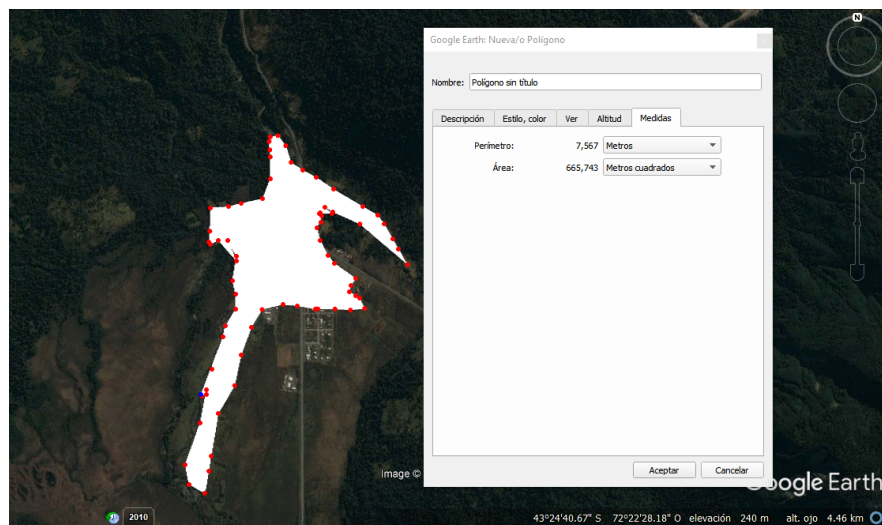 N
Google Earth: Nueva/o Polígono
Nombre: Polígono sin título
Descripción Estilo, color Ver Altitud Medidas
Perímetro: 7,567 Metros
Área: 665,743 Metros cuadrados
Aceptar Cancelar
Image ©
Google Earth
2010 43°24'40.67" S 72°22'28.18" O elevación 240 m alt. ojo 4.46 km